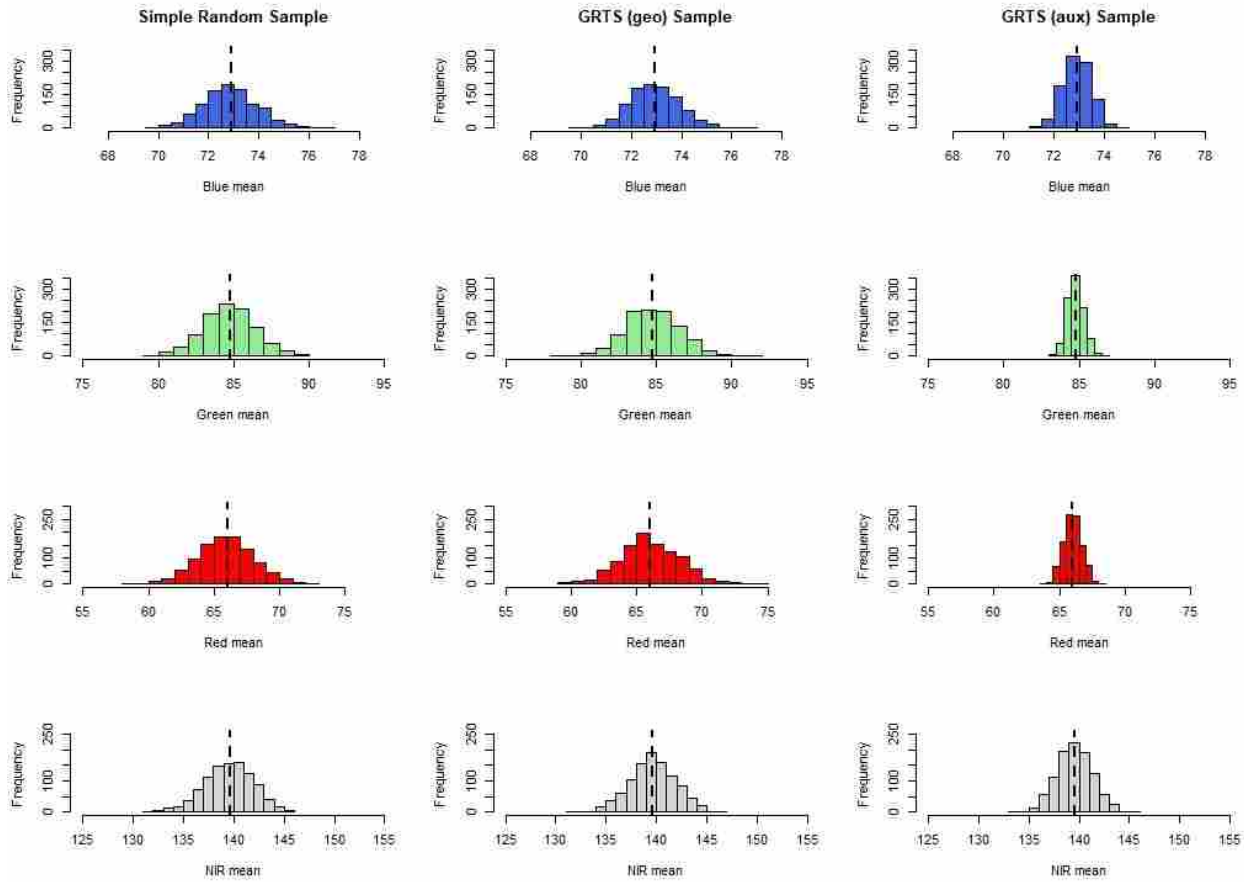 Simple Random Sample GRTS (geo) Sample GRTS (aux) Sample
Frequency Frequency Frequency
0 150 300 0 150 300 0 150 300
68 70 72 74 76 78 68 70 72 74 76 78 68 70 72 74 76 78
Blue mean Blue mean Blue mean
Frequency Frequency Frequency
0 150 300 0 150 300 0 150 300
75 80 85 90 95 75 80 85 90 95 75 80 85 90 95
Green mean Green mean Green mean
Frequency Frequency Frequency
0 100 250 0 100 250 0 100 250
55 60 65 70 75 55 60 65 70 75 55 60 65 70 75
Red mean Red mean Red mean
Frequency Frequency Frequency
0 100 250 0 100 250 0 100 250
125 135 140 145 150 155 125 135 140 145 150 155 125 135 140 145 150 155
NIR mean NIR mean NIR mean